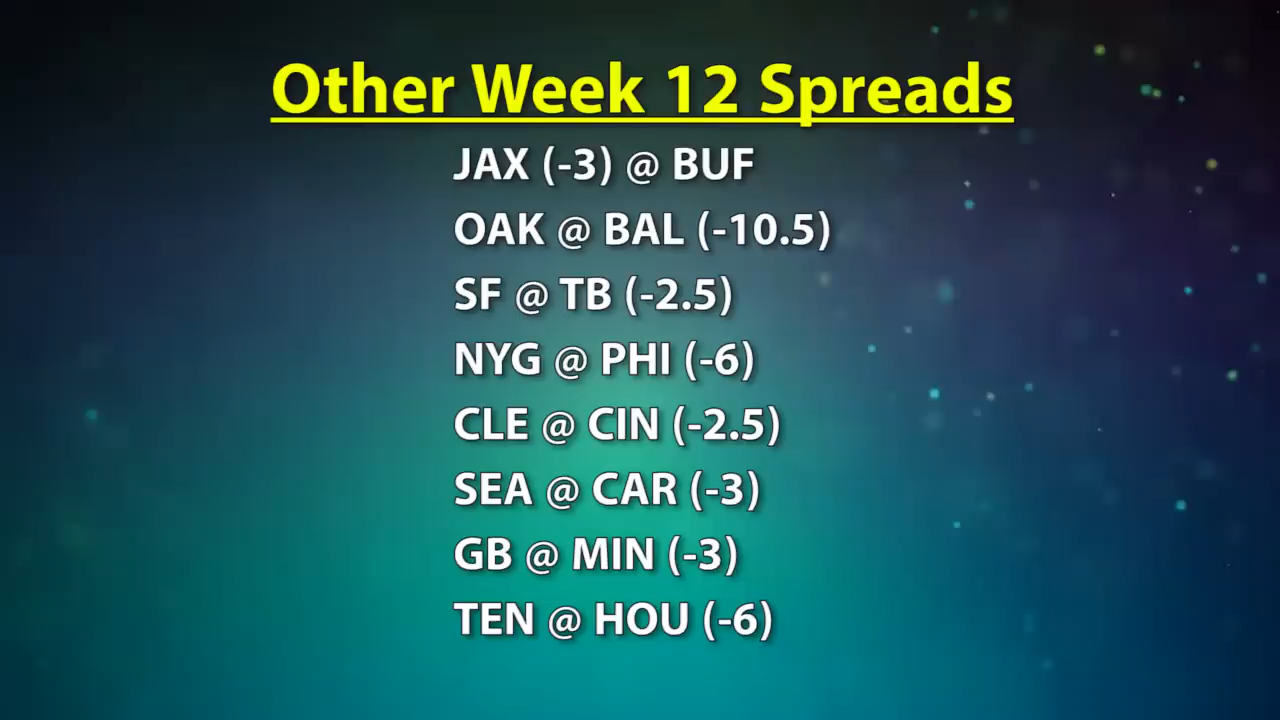 Other Week 12 Spreads
JAX (-3) @ BUF
OAK @ BAL (-10.5)
SF @ TB (-2.5)
NYG @ PHI (-6)
CLE @ CIN (-2.5)
SEA @ CAR (-3)
GB @ MIN (-3)
TEN @ HOU (-6)